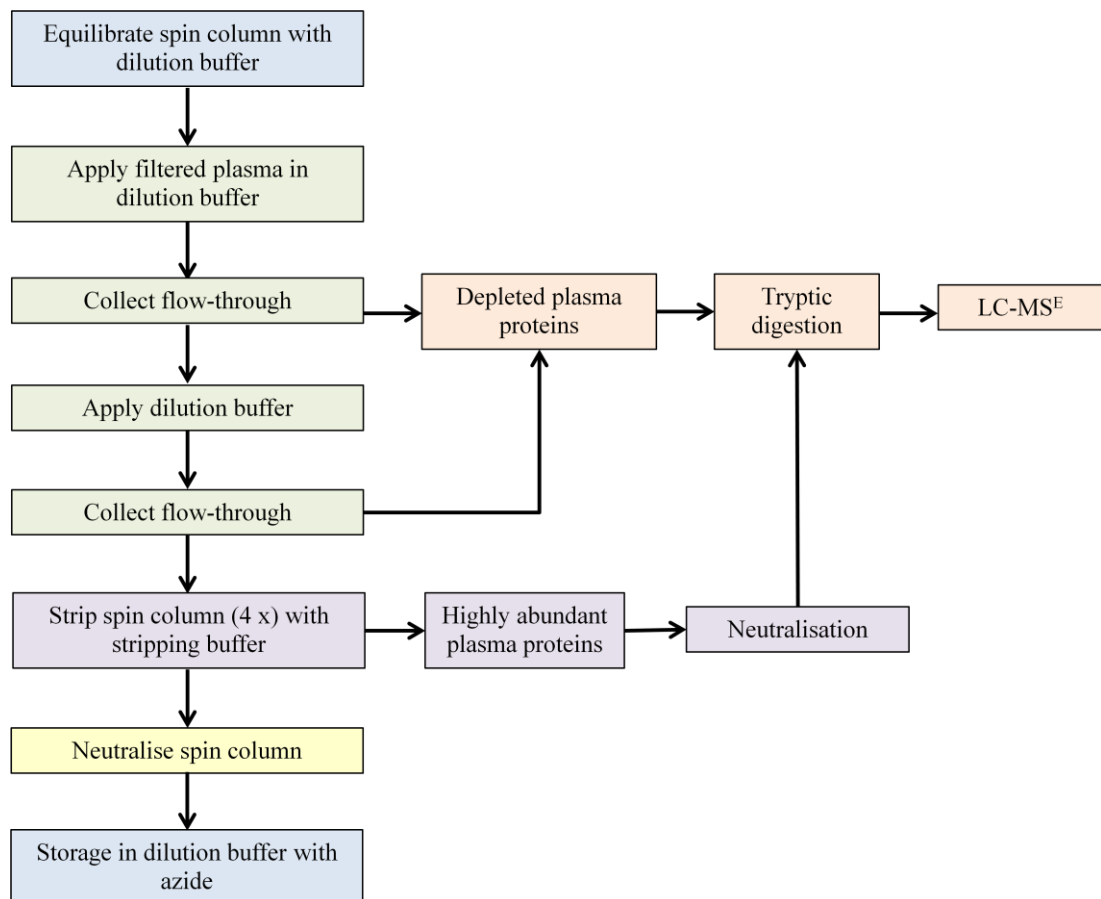 Equilibrate spin column with
dilution buffer
Apply filtered plasma in
dilution buffer
Collect flow-through
Depleted plasma
proteins
Tryptic
digestion
LC-MSᴱ
Apply dilution buffer
Collect flow-through
Strip spin column (4 x) with
stripping buffer
Highly abundant
plasma proteins
Neutralisation
Neutralise spin column
Storage in dilution buffer with
azide